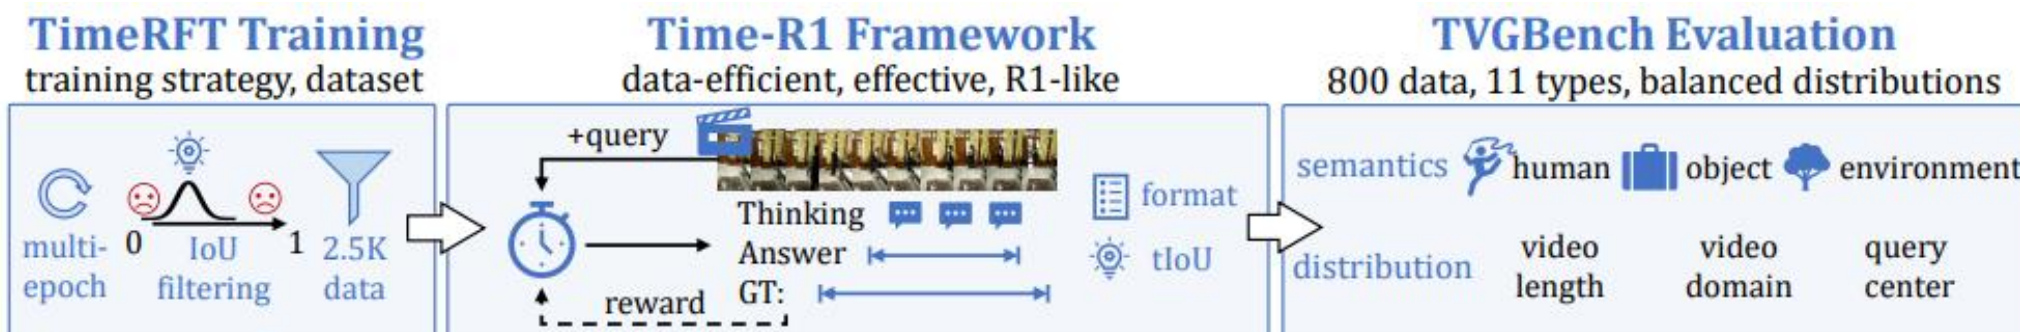 TimeRFT Training
training strategy, dataset
multi-
epoch
0
IoU
1
filtering
2.5K
data
Time-R1 Framework
data-efficient, effective, R1-like
+query
Thinking
Answer
GT:
reward
format
tIoU
TVGBench Evaluation
800 data, 11 types, balanced distributions
semantics human object environment
distribution
video
length
video
domain
query
center